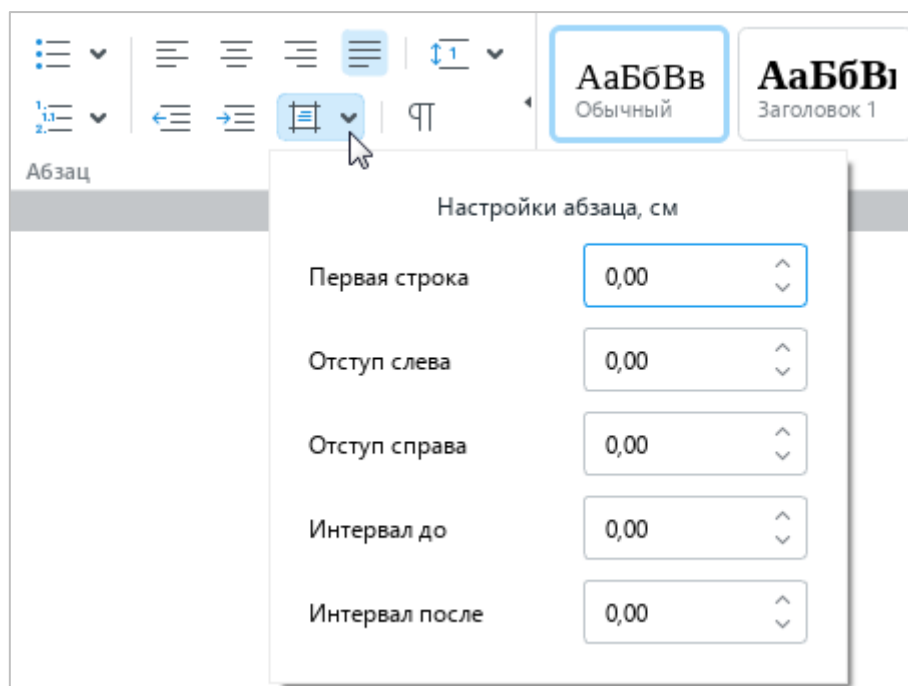 АаБбВв
Обычный
АаБбВı
Заголовок 1
Абзац
Настройки абзаца, см
Первая строка 0,00
Отступ слева 0,00
Отступ справа 0,00
Интервал до 0,00
Интервал после 0,00